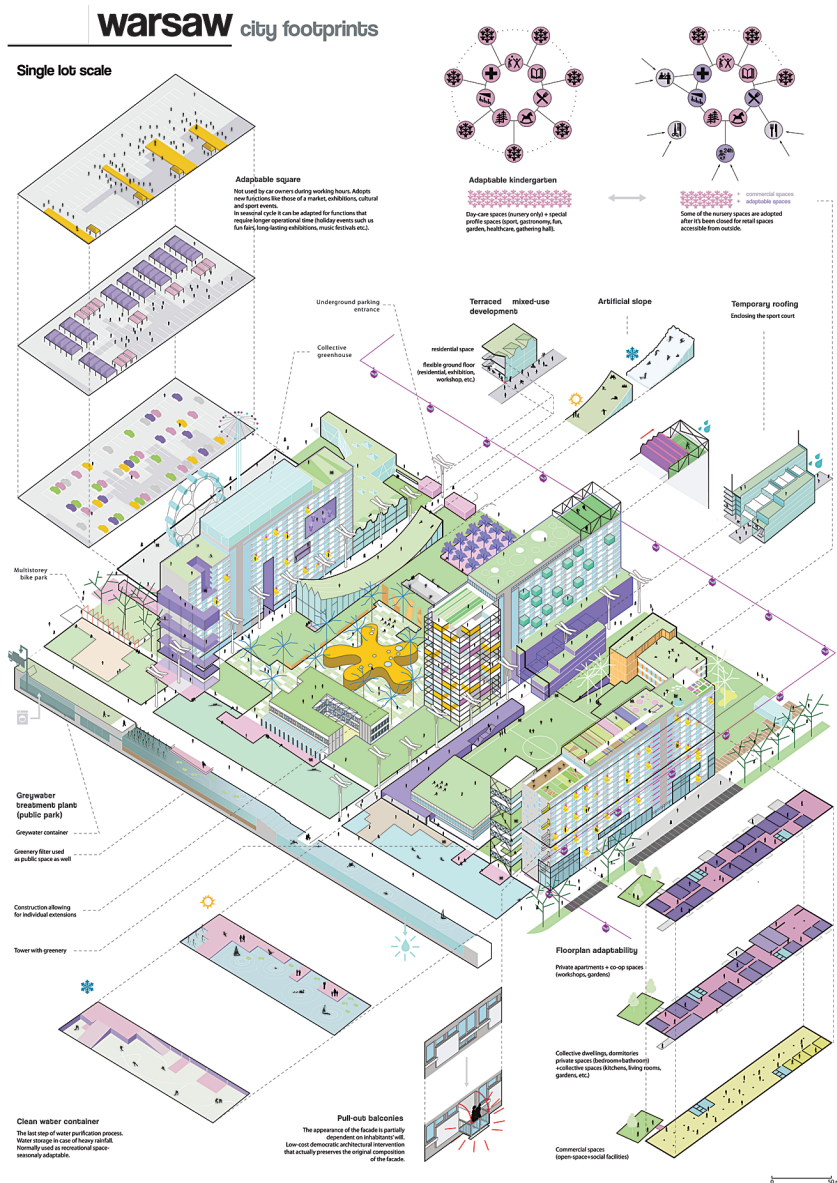 warsaw city footprints
Single lot scale
Adaptable square
Not used by car owners during working hours. Adopts
new functions like those of a market, exhibitions, cultural
and sport events.
In seasonal cycle it can be adapted for functions that
require longer operational time (holiday events such us
fun fairs, long-lasting exhibitions, music festivals etc.).
Adaptable kindergarten
Day-care spaces (nursery only) + special
profile spaces (sport, gastronomy, fun,
garden, healthcare, gathering hall).
24h
+ commercial spaces
+ adaptable spaces
Some of the nursery spaces are adopted
after it's been closed for retail spaces
accessible from outside.
Underground parking
entrance
Collective
greenhouse
Terraced mixed-use
development
residential space
flexible ground floor
(residential, exhibition,
workshop, etc.)
Artificial slope
Temporary roofing
Enclosing the sport court
Multistorey
bike park
Greywater
treatment plant
(public park)
Greywater container
Greenery filter used
as public space as well
Construction allowing
for individual extensions
Tower with greenery
Floorplan adaptability
Private apartments + co-op spaces
(workshops, gardens)
Collective dwellings, dormitories
private spaces (bedroom+bathroom)
+collective spaces (kitchens, living rooms,
gardens, etc.)
Commercial spaces
(open-space+social facilities)
Clean water container
The last step of water purification process.
Water storage in case of heavy rainfall.
Normally used as recreational space-
seasonaly adaptable.
Pull-out balconies
The appearance of the facade is partially
dependent on inhabitants' will.
Low-cost democratic architectural intervention
that actually preserves the original composition
of the facade.
0